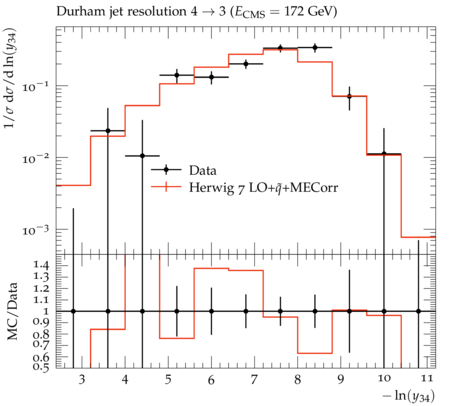 Durham jet resolution 4 → 3 (E_CMS = 172 GeV)
1/σ dσ/d ln(y_34)
10^−1
10^−2
10^−3
Data
Herwig 7 LO+q̃+MECorr
MC/Data
1.4
1.3
1.2
1.1
1
0.9
0.8
0.7
0.6
0.5
3 4 5 6 7 8 9 10 11
− ln(y_34)